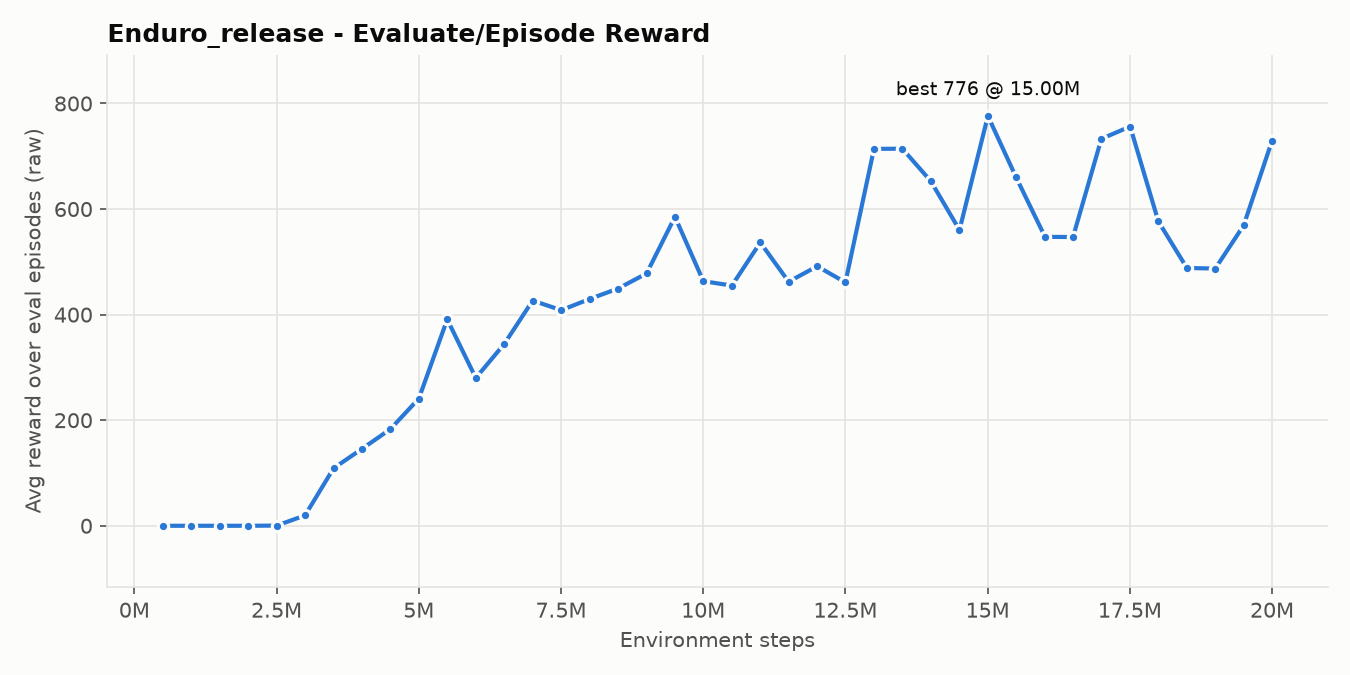 Enduro_release - Evaluate/Episode Reward
best 776 @ 15.00M
Avg reward over eval episodes (raw)
800
600
400
200
0
0M 2.5M 5M 7.5M 10M 12.5M 15M 17.5M 20M
Environment steps